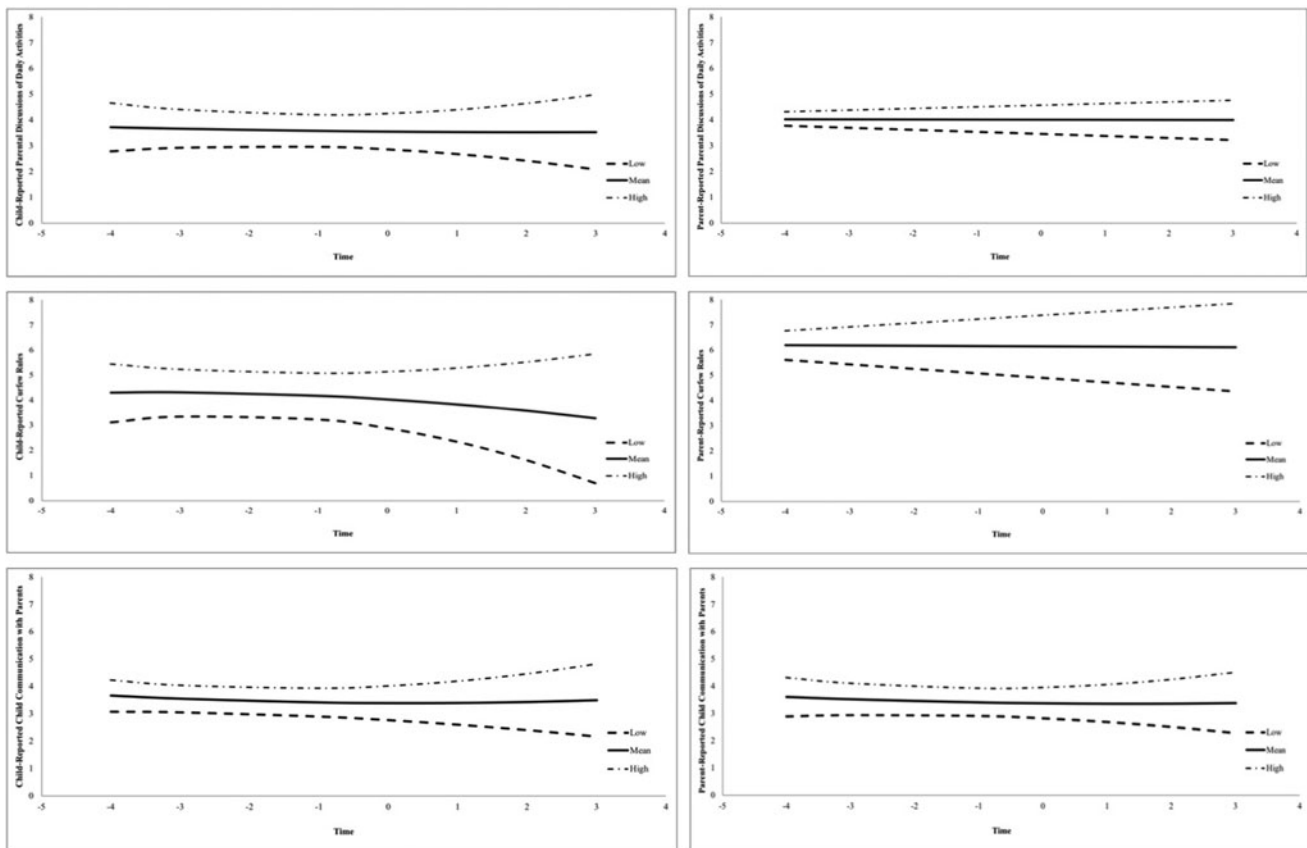 Child-Reported Parental Discussions of Daily Activities
8
7
6
5
4
3
2
1
0
-5 -4 -3 -2 -1 0 1 2 3 4
Time
Low
Mean
High
Parent-Reported Parental Discussions of Daily Activities
8
7
6
5
4
3
2
1
0
-5 -4 -3 -2 -1 0 1 2 3 4
Time
Low
Mean
High
Child-Reported Curfew Rules
8
7
6
5
4
3
2
1
0
-5 -4 -3 -2 -1 0 1 2 3 4
Time
Low
Mean
High
Parent-Reported Curfew Rules
8
7
6
5
4
3
2
1
0
-5 -4 -3 -2 -1 0 1 2 3 4
Time
Low
Mean
High
Child-Reported Child Communication with Parents
8
7
6
5
4
3
2
1
0
-5 -4 -3 -2 -1 0 1 2 3 4
Time
Low
Mean
High
Parent-Reported Child Communication with Parents
8
7
6
5
4
3
2
1
0
-5 -4 -3 -2 -1 0 1 2 3 4
Time
Low
Mean
High